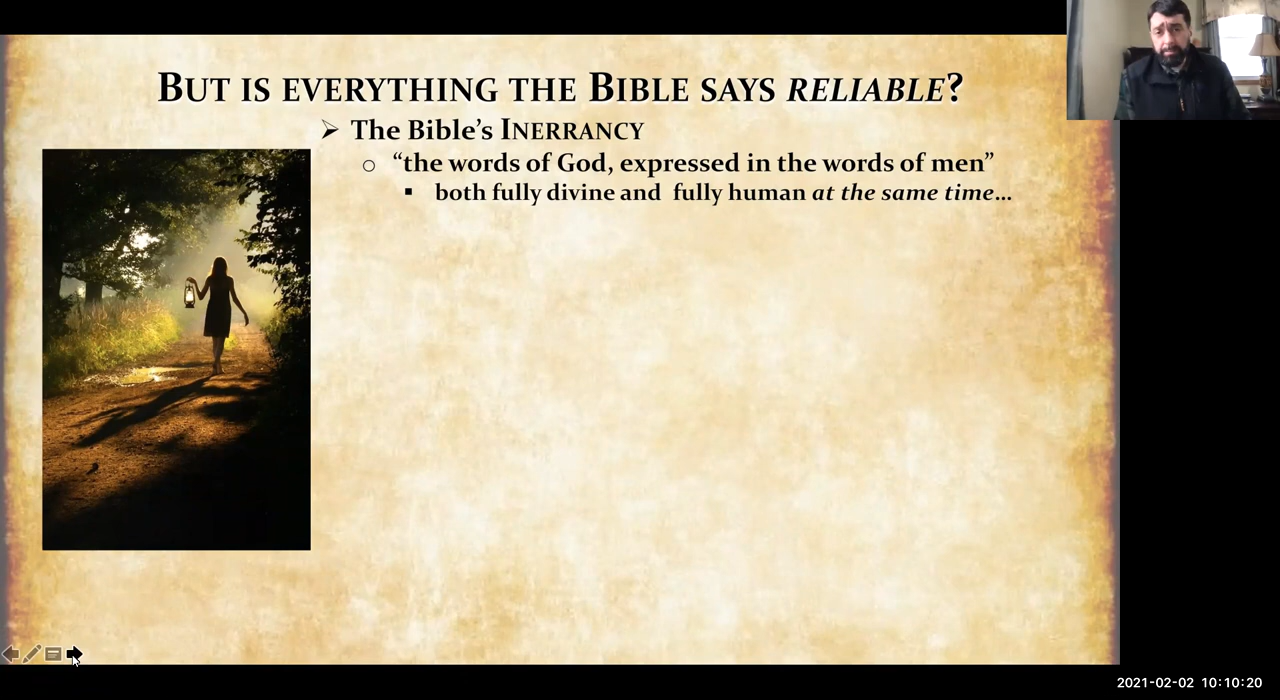 BUT IS EVERYTHING THE BIBLE SAYS RELIABLE?
The Bible's INERRANCY
“the words of God, expressed in the words of men”
both fully divine and fully human at the same time...
2021-02-02 10:10:20